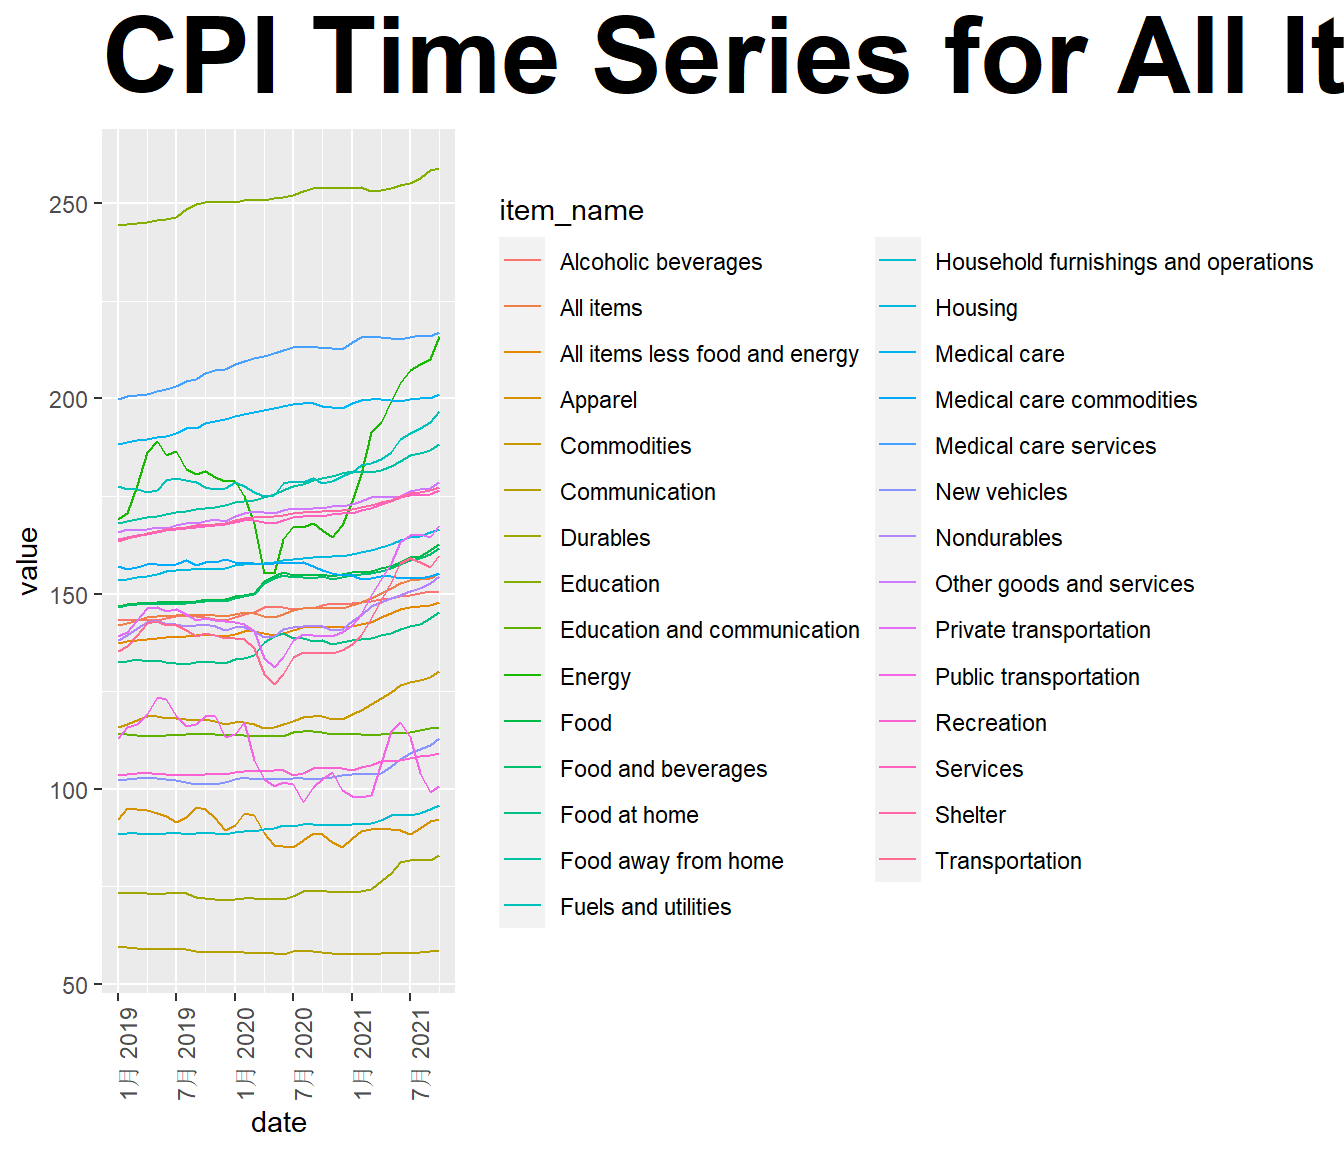 CPI Time Series for All It
value
250
200
150
100
50
1月 2019
7月 2019
1月 2020
7月 2020
1月 2021
7月 2021
date
item_name
Alcoholic beverages
All items
All items less food and energy
Apparel
Commodities
Communication
Durables
Education
Education and communication
Energy
Food
Food and beverages
Food at home
Food away from home
Fuels and utilities
Household furnishings and operations
Housing
Medical care
Medical care commodities
Medical care services
New vehicles
Nondurables
Other goods and services
Private transportation
Public transportation
Recreation
Services
Shelter
Transportation